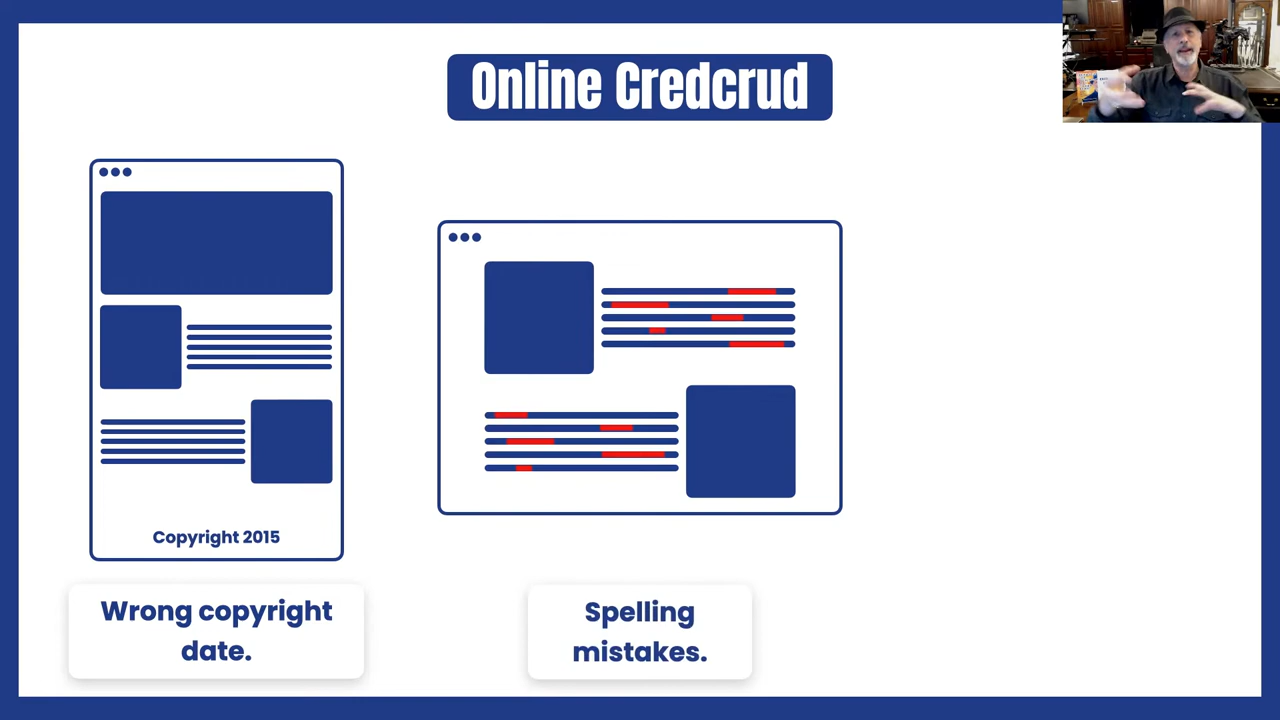 Online Credcrud
Copyright 2015
Wrong copyright
date.
Spelling
mistakes.